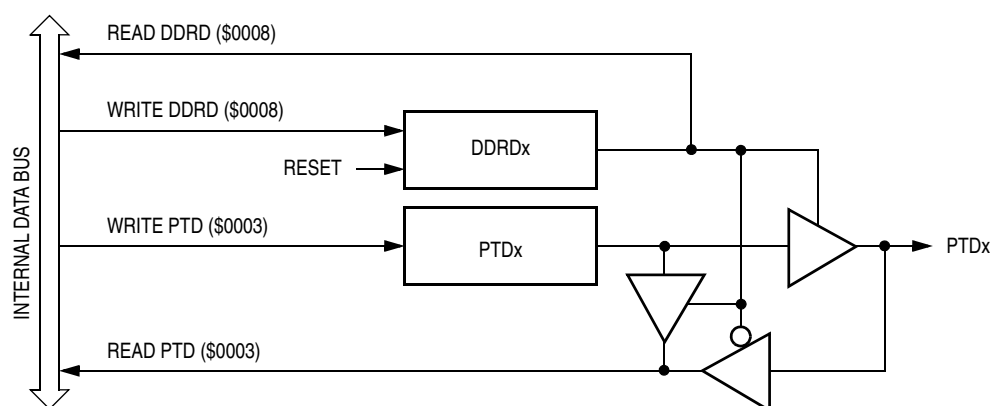 READ DDRD ($0008)
WRITE DDRD ($0008)
DDRDx
RESET
WRITE PTD ($0003)
PTDx
PTDx
READ PTD ($0003)
INTERNAL DATA BUS